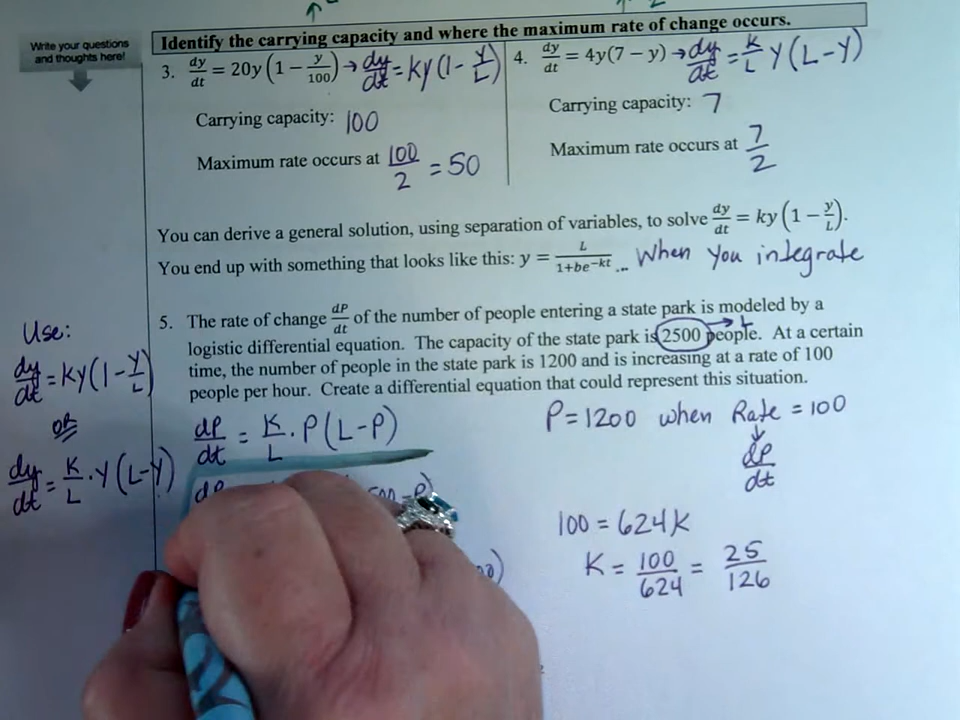 Write your questions
and thoughts here!
Identify the carrying capacity and where the maximum rate of change occurs.
3. dy/dt = 20y(1 − y/100) → dy/dt = Ky(1 − y/L)
Carrying capacity: 100
Maximum rate occurs at 100/2 = 50
4. dy/dt = 4y(7 − y) → dy/dt = K/L Y(L − Y)
Carrying capacity: 7
Maximum rate occurs at 7/2
You can derive a general solution, using separation of variables, to solve dy/dt = ky(1 − y/L).
You end up with something that looks like this: y = L/(1+be^−kt) ... When you integrate
Use:
dy/dt = Ky(1 − y/L)
OR
dy/dt = K/L · Y(L − Y)
5. The rate of change dP/dt of the number of people entering a state park is modeled by a
logistic differential equation. The capacity of the state park is 2500 people. → L At a certain
time, the number of people in the state park is 1200 and is increasing at a rate of 100
people per hour. Create a differential equation that could represent this situation.
dP/dt = K/L · P(L − P)
dP
− P)
P = 1200 when Rate = 100
↓
dP/dt
100 = 624K
K = 100/624 = 25/126